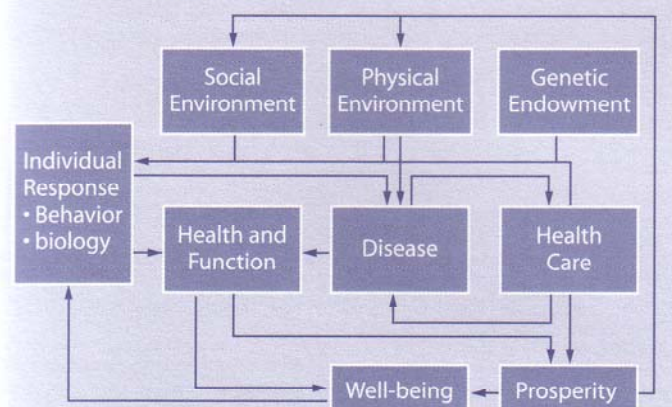 Social
Environment
Physical
Environment
Genetic
Endowment
Individual
Response
• Behavior
• biology
Health and
Function
Disease
Health
Care
Well-being
Prosperity